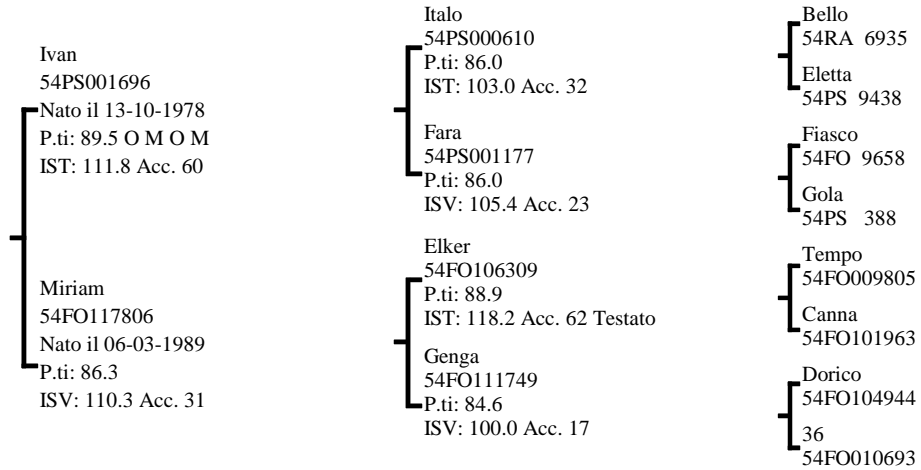 Ivan
54PS001696
Nato il 13-10-1978
P.ti: 89.5 O M O M
IST: 111.8 Acc. 60
Miriam
54FO117806
Nato il 06-03-1989
P.ti: 86.3
ISV: 110.3 Acc. 31
Italo
54PS000610
P.ti: 86.0
IST: 103.0 Acc. 32
Fara
54PS001177
P.ti: 86.0
ISV: 105.4 Acc. 23
Elker
54FO106309
P.ti: 88.9
IST: 118.2 Acc. 62 Testato
Genga
54FO111749
P.ti: 84.6
ISV: 100.0 Acc. 17
Bello
54RA 6935
Eletta
54PS 9438
Fiasco
54FO 9658
Gola
54PS 388
Tempo
54FO009805
Canna
54FO101963
Dorico
54FO104944
36
54FO010693